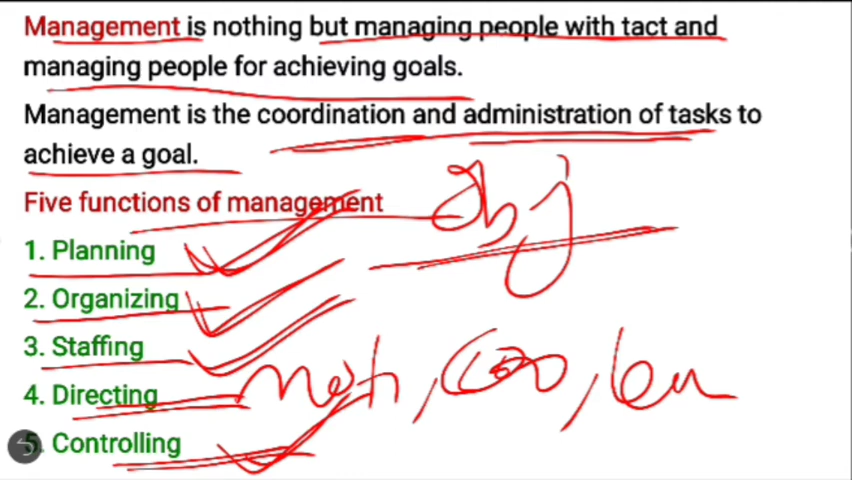 Management is nothing but managing people with tact and
managing people for achieving goals.
Management is the coordination and administration of tasks to
achieve a goal.
Five functions of management
obj
1. Planning
2. Organizing
3. Staffing
4. Directing
5. Controlling